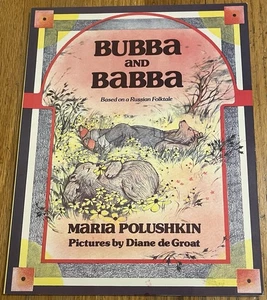 BUBBA
AND
BABBA
Based on a Russian Folktale
MARIA POLUSHKIN
Pictures by Diane de Groat